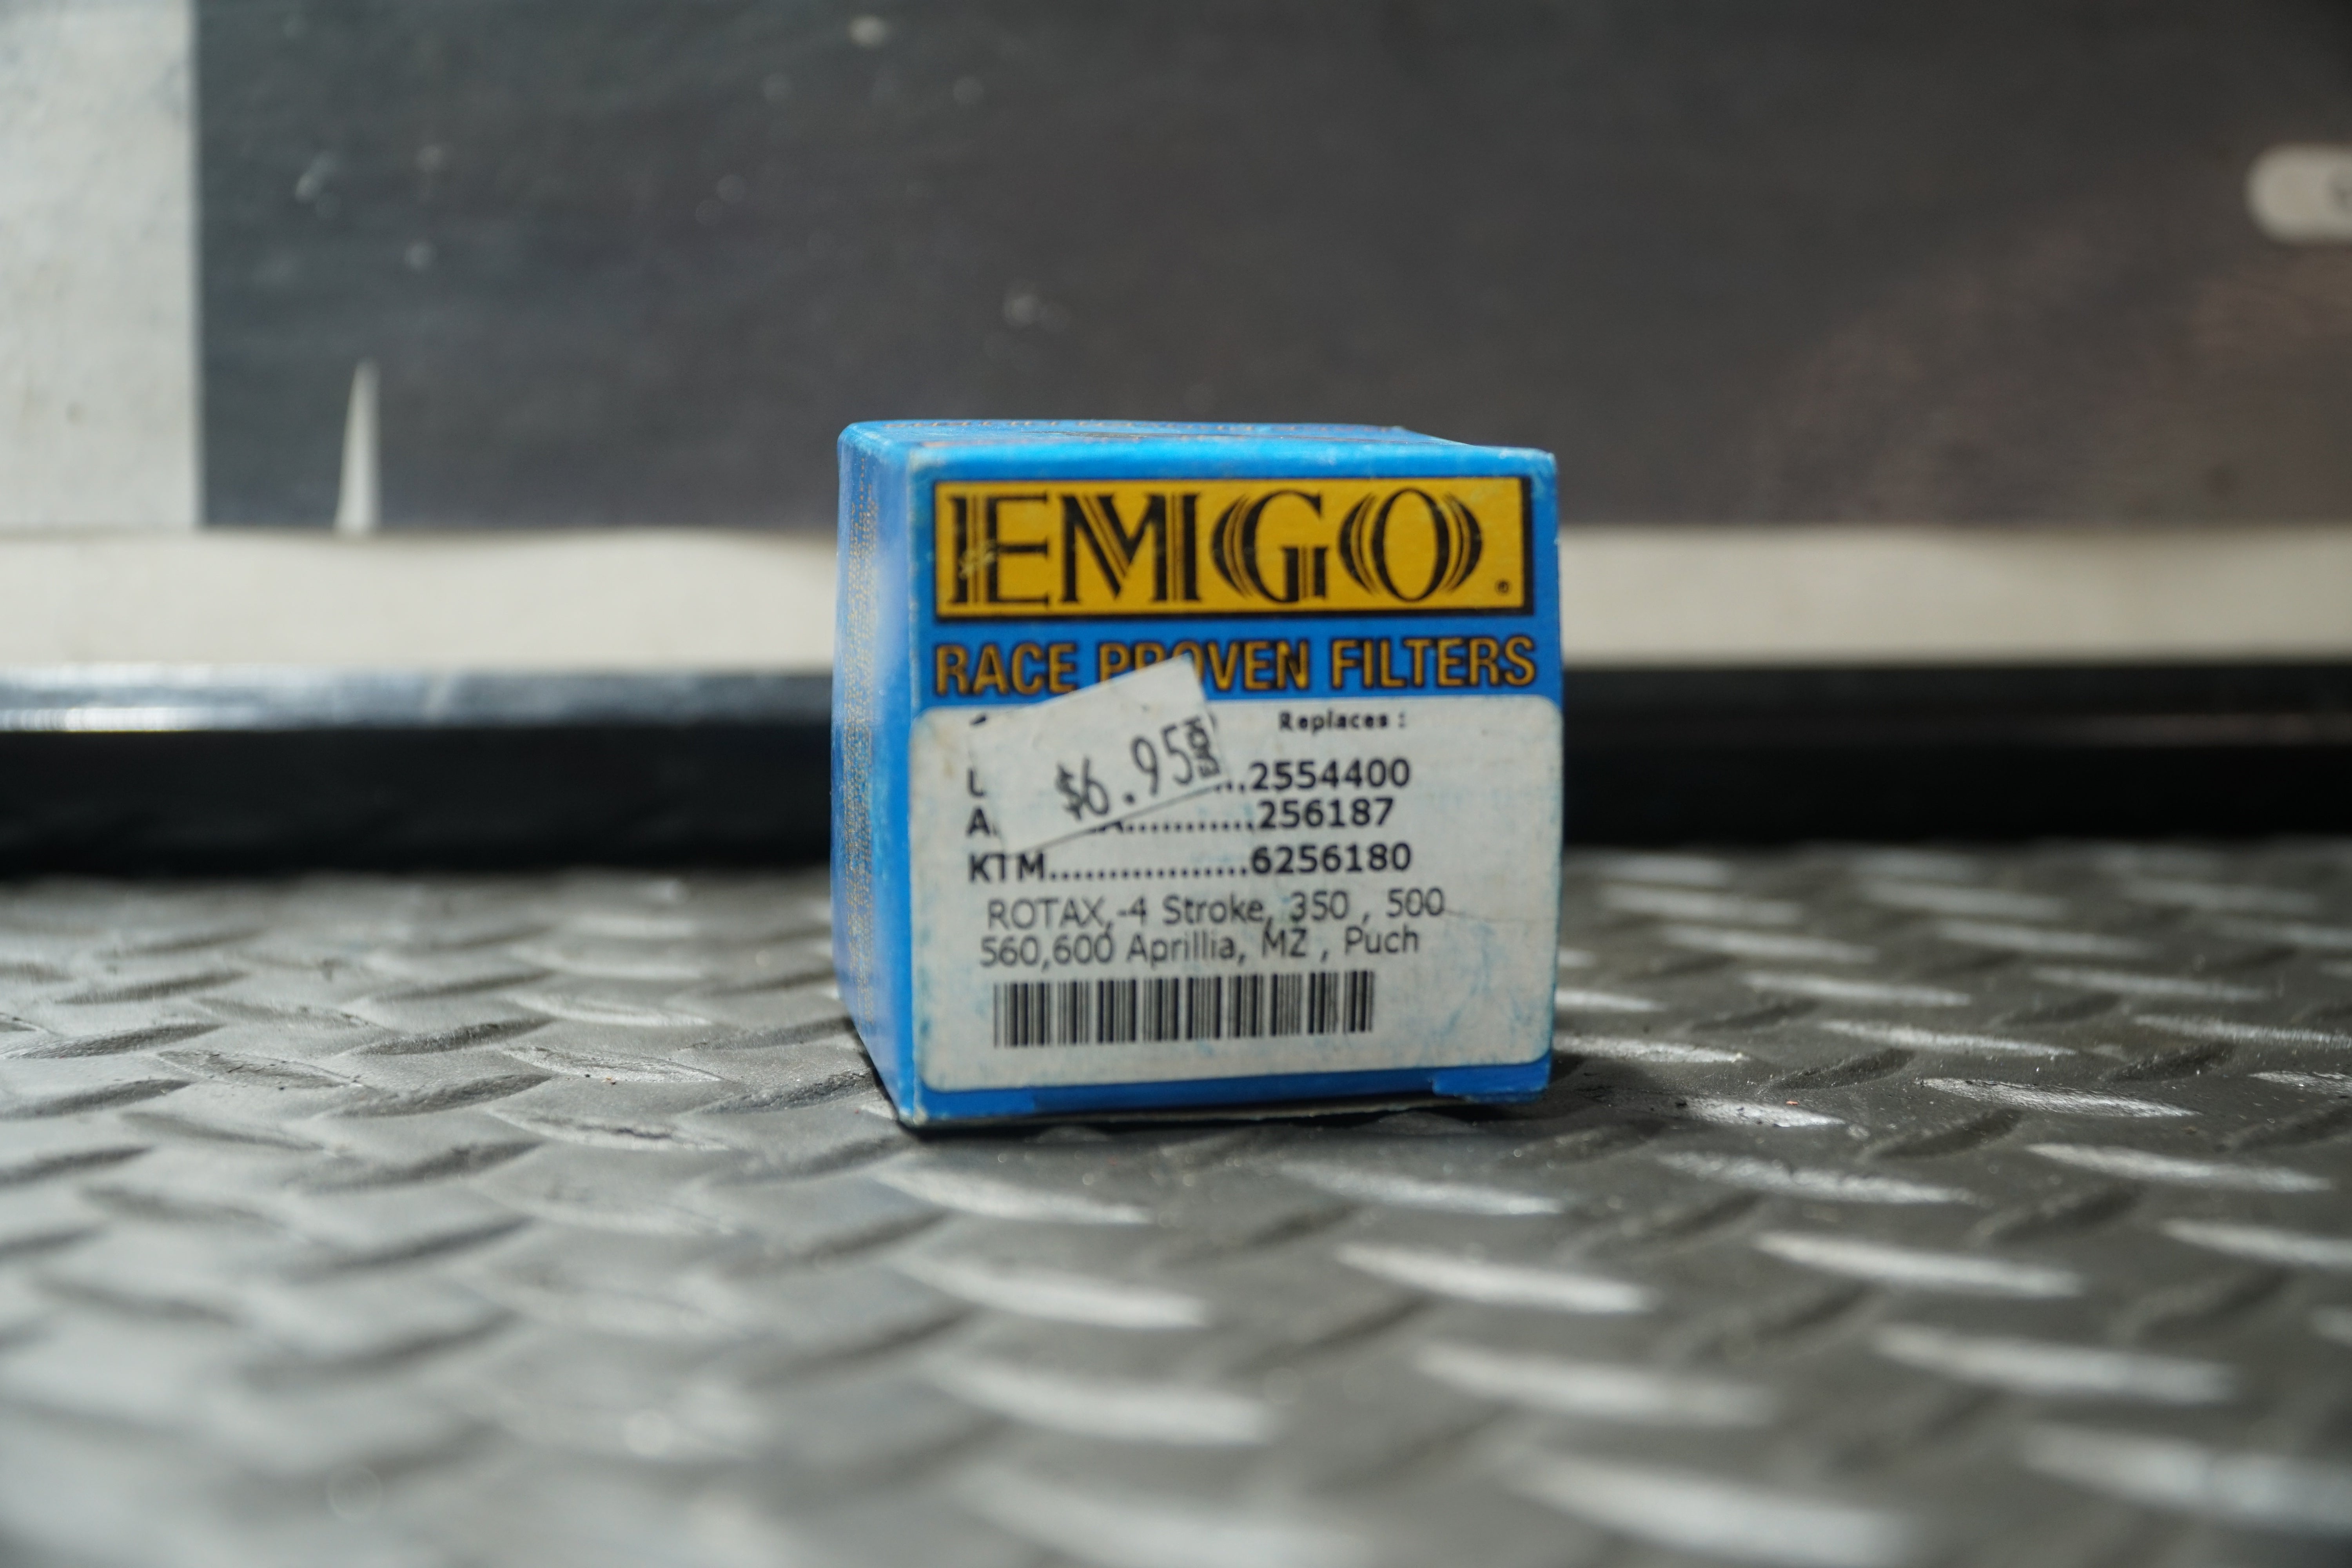 EMGO
RACE PROVEN FILTERS
Replaces :
$6.95 EACH
..2554400
...........256187
KTM.................6256180
ROTAX,-4 Stroke, 350 , 500
560,600 Aprillia, MZ , Puch